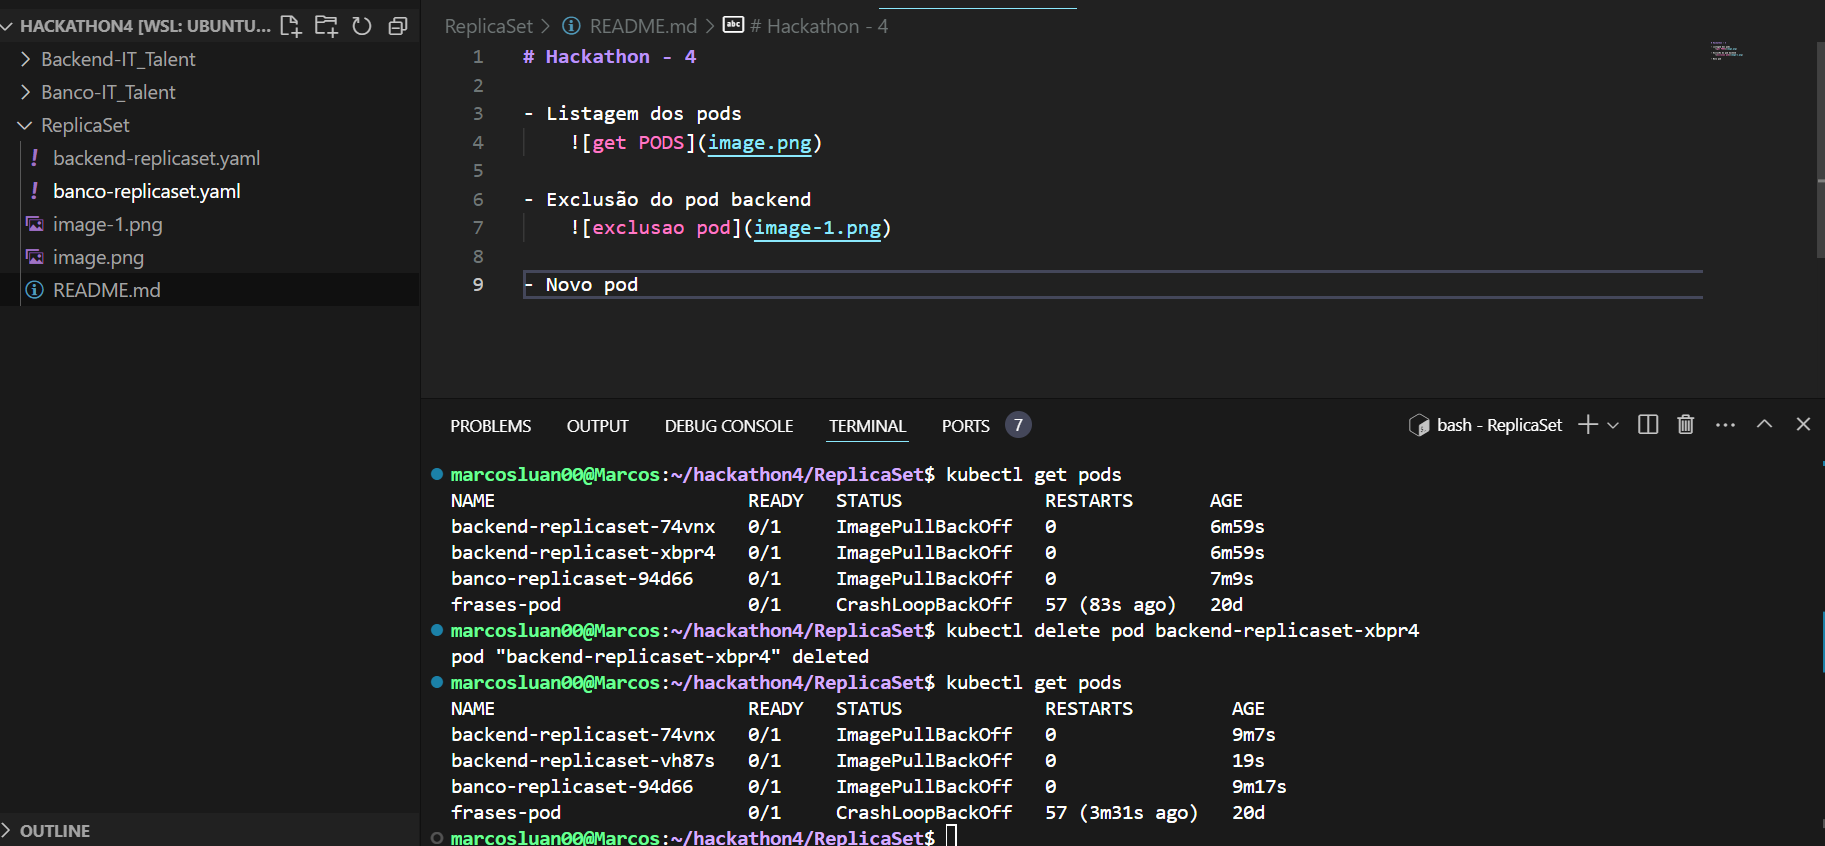 HACKATHON4 [WSL: UBUNTU...
Backend-IT_Talent
Banco-IT_Talent
ReplicaSet
! backend-replicaset.yaml
! banco-replicaset.yaml
image-1.png
image.png
README.md
OUTLINE
ReplicaSet > README.md > abc # Hackathon - 4
1 # Hackathon - 4
2
3 - Listagem dos pods
4 ![get PODS](image.png)
5
6 - Exclusão do pod backend
7 ![exclusao pod](image-1.png)
8
9 - Novo pod
PROBLEMS OUTPUT DEBUG CONSOLE TERMINAL PORTS 7 bash - ReplicaSet
marcosluan00@Marcos:~/hackathon4/ReplicaSet$ kubectl get pods
NAME READY STATUS RESTARTS AGE
backend-replicaset-74vnx 0/1 ImagePullBackOff 0 6m59s
backend-replicaset-xbpr4 0/1 ImagePullBackOff 0 6m59s
banco-replicaset-94d66 0/1 ImagePullBackOff 0 7m9s
frases-pod 0/1 CrashLoopBackOff 57 (83s ago) 20d
marcosluan00@Marcos:~/hackathon4/ReplicaSet$ kubectl delete pod backend-replicaset-xbpr4
pod "backend-replicaset-xbpr4" deleted
marcosluan00@Marcos:~/hackathon4/ReplicaSet$ kubectl get pods
NAME READY STATUS RESTARTS AGE
backend-replicaset-74vnx 0/1 ImagePullBackOff 0 9m7s
backend-replicaset-vh87s 0/1 ImagePullBackOff 0 19s
banco-replicaset-94d66 0/1 ImagePullBackOff 0 9m17s
frases-pod 0/1 CrashLoopBackOff 57 (3m31s ago) 20d
marcosluan00@Marcos:~/hackathon4/ReplicaSet$